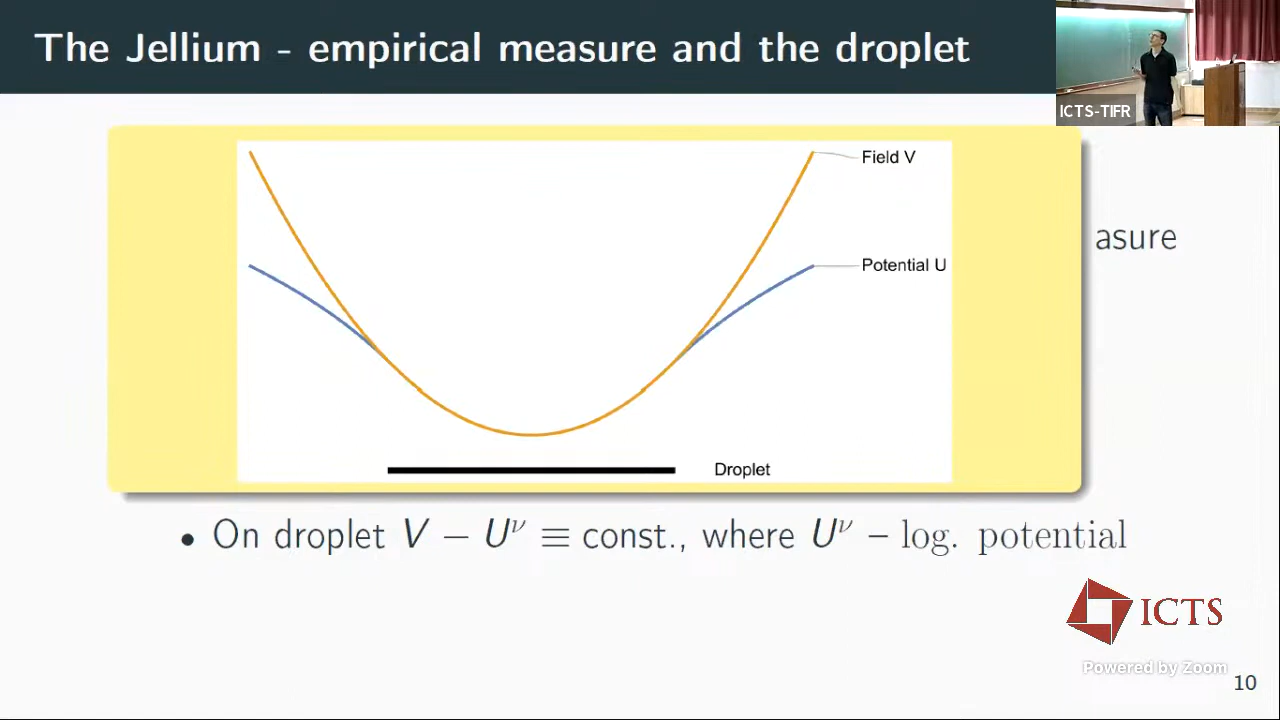 The Jellium - empirical measure and the droplet
ICTS-TIFR
Field V
asure
Potential U
Droplet
• On droplet V − U^ν ≡ const., where U^ν – log. potential
ICTS
Powered by Zoom
10